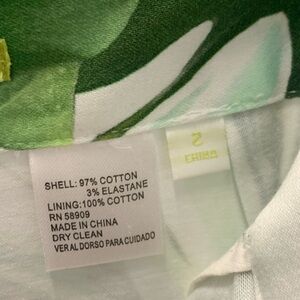 SHELL: 97% COTTON
3% ELASTANE
LINING:100% COTTON
RN 58909
MADE IN CHINA
DRY CLEAN
VER AL DORSO PARA CUIDADO
2
CHINA